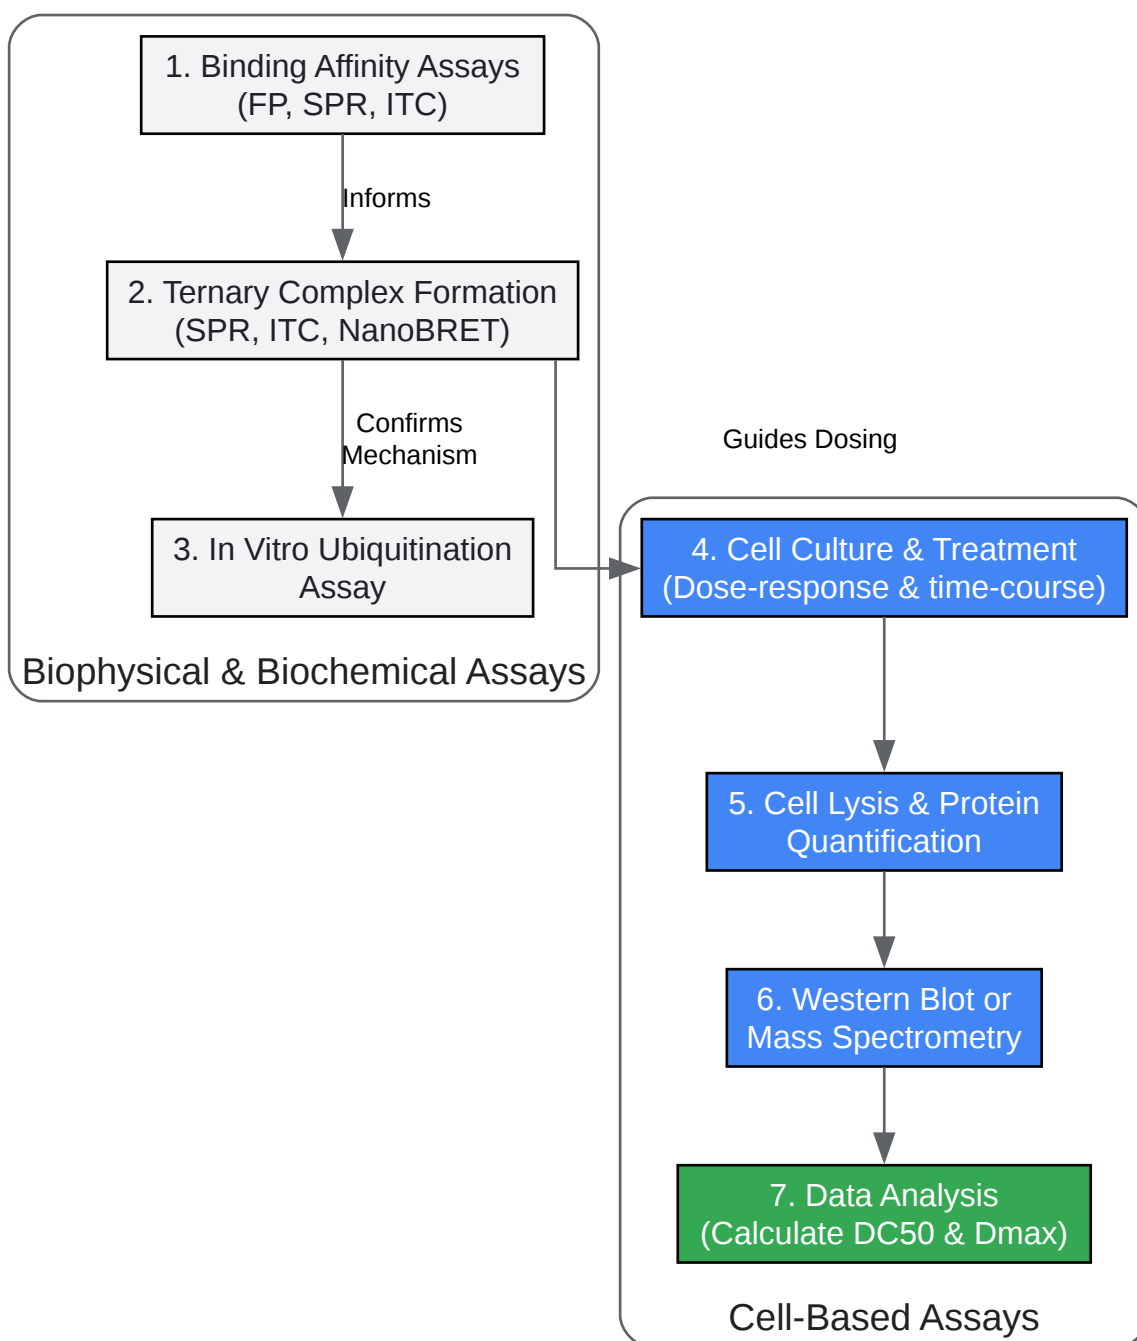 1. Binding Affinity Assays
(FP, SPR, ITC)
Informs
2. Ternary Complex Formation
(SPR, ITC, NanoBRET)
Confirms
Mechanism
Guides Dosing
3. In Vitro Ubiquitination
Assay
Biophysical & Biochemical Assays
4. Cell Culture & Treatment
(Dose-response & time-course)
5. Cell Lysis & Protein
Quantification
6. Western Blot or
Mass Spectrometry
7. Data Analysis
(Calculate DC50 & Dmax)
Cell-Based Assays